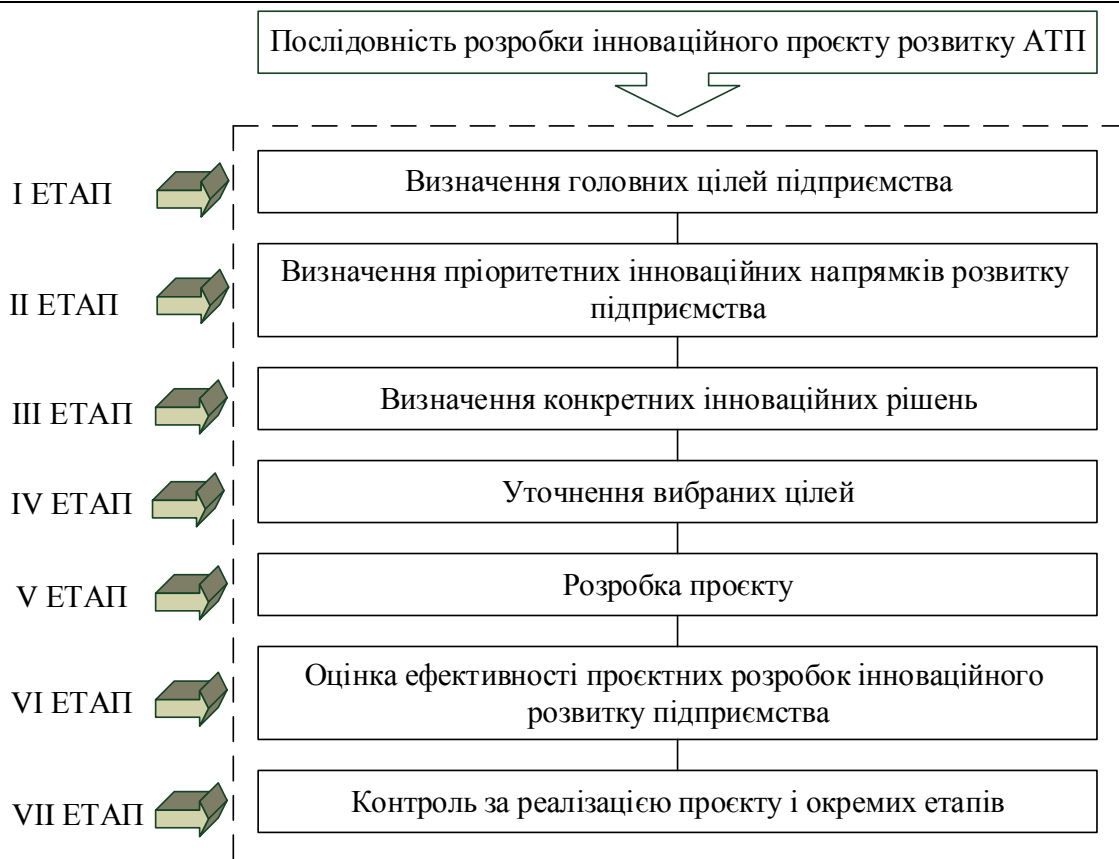 Послідовність розробки інноваційного проєкту розвитку АТП
І ЕТАП
Визначення головних цілей підприємства
ІІ ЕТАП
Визначення пріоритетних інноваційних напрямків розвитку
підприємства
ІІІ ЕТАП
Визначення конкретних інноваційних рішень
IV ЕТАП
Уточнення вибраних цілей
V ЕТАП
Розробка проєкту
VI ЕТАП
Оцінка ефективності проєктних розробок інноваційного
розвитку підприємства
VII ЕТАП
Контроль за реалізацією проєкту і окремих етапів